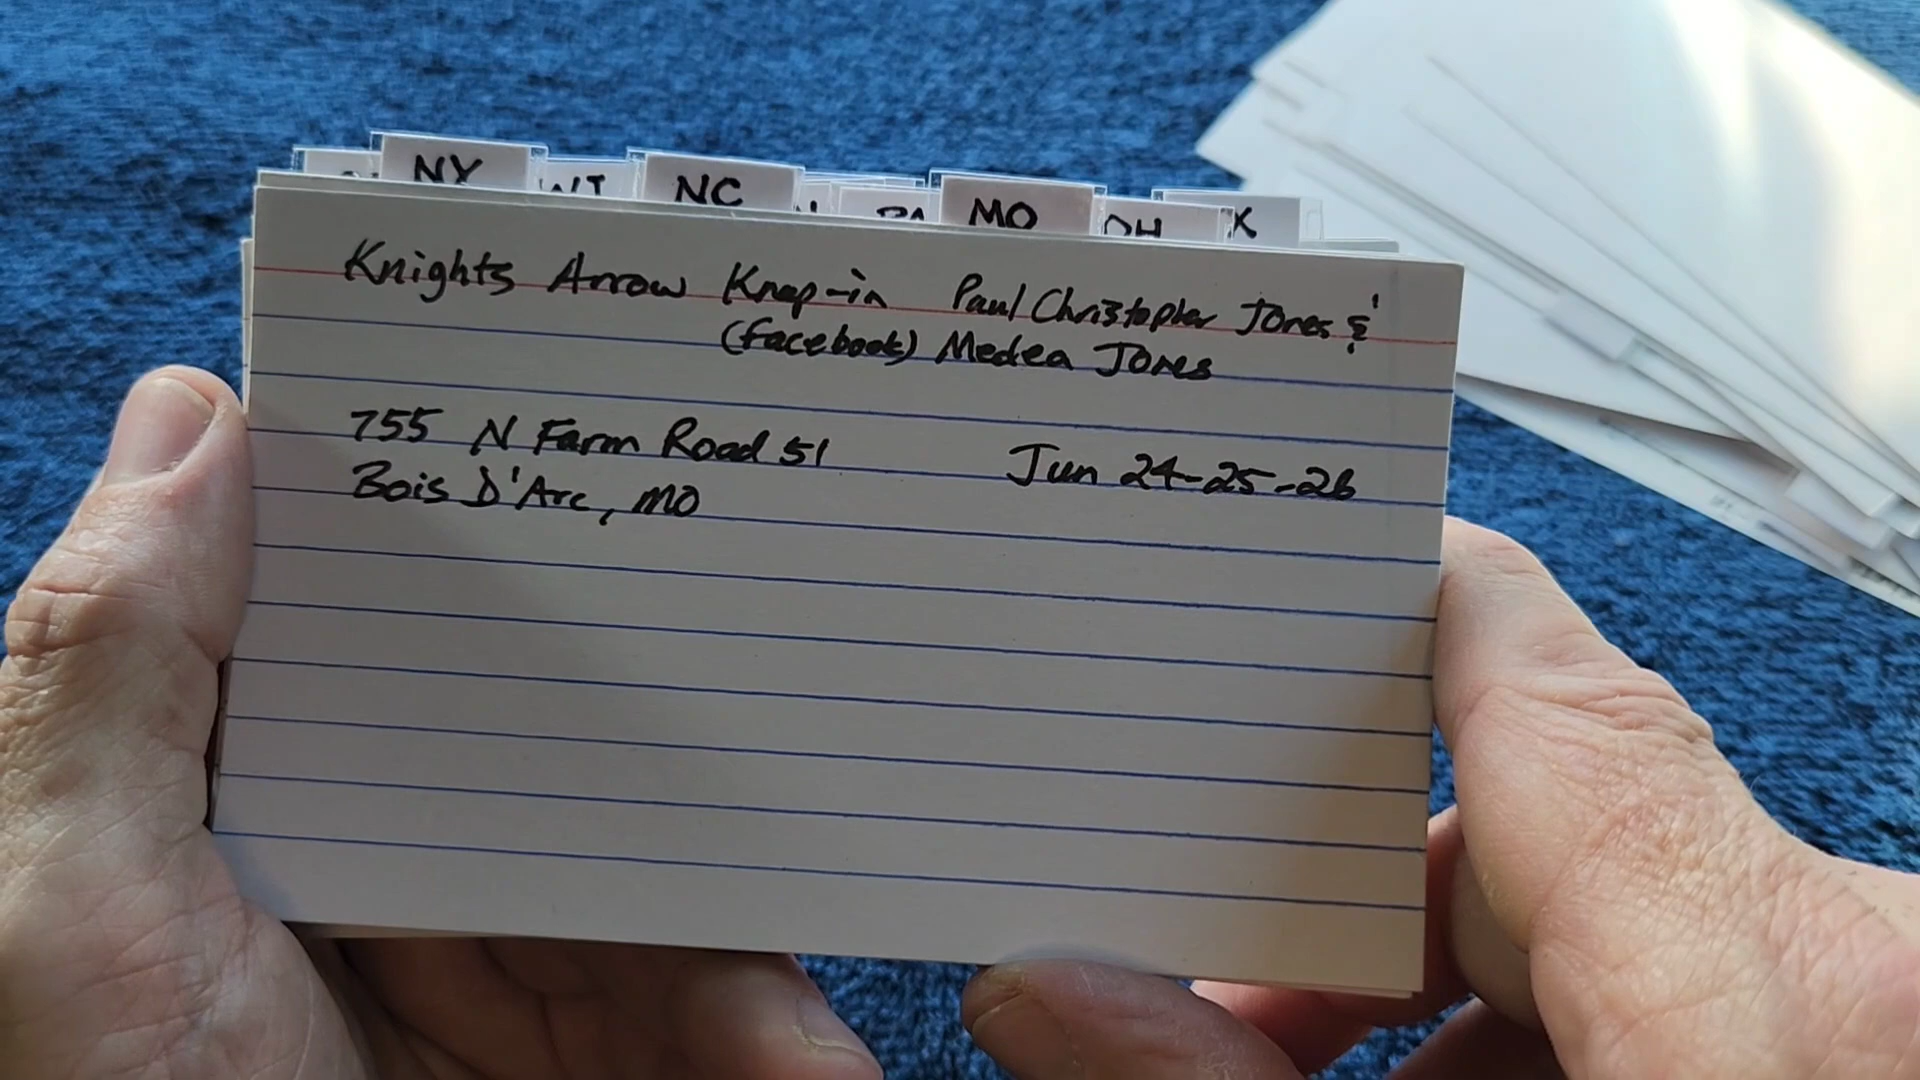 NY
NC
MO
OH
Knights Arrow Knap-in Paul Christopher Jones &
(facebook) Medea Jones
755 N Farm Road 51
Jun 24-25-26
Bois D'Arc, MO